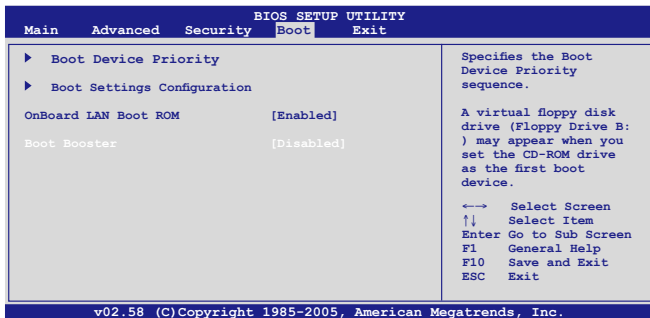 BIOS SETUP UTILITY
Main Advanced Security Boot Exit
Boot Device Priority
Boot Settings Configuration
OnBoard LAN Boot ROM [Enabled]
Boot Booster [Disabled]
Specifies the Boot
Device Priority
sequence.
A virtual floppy disk
drive (Floppy Drive B:
) may appear when you
set the CD-ROM drive
as the first boot
device.
←→ Select Screen
↑↓ Select Item
Enter Go to Sub Screen
F1 General Help
F10 Save and Exit
ESC Exit
v02.58 (C)Copyright 1985-2005, American Megatrends, Inc.